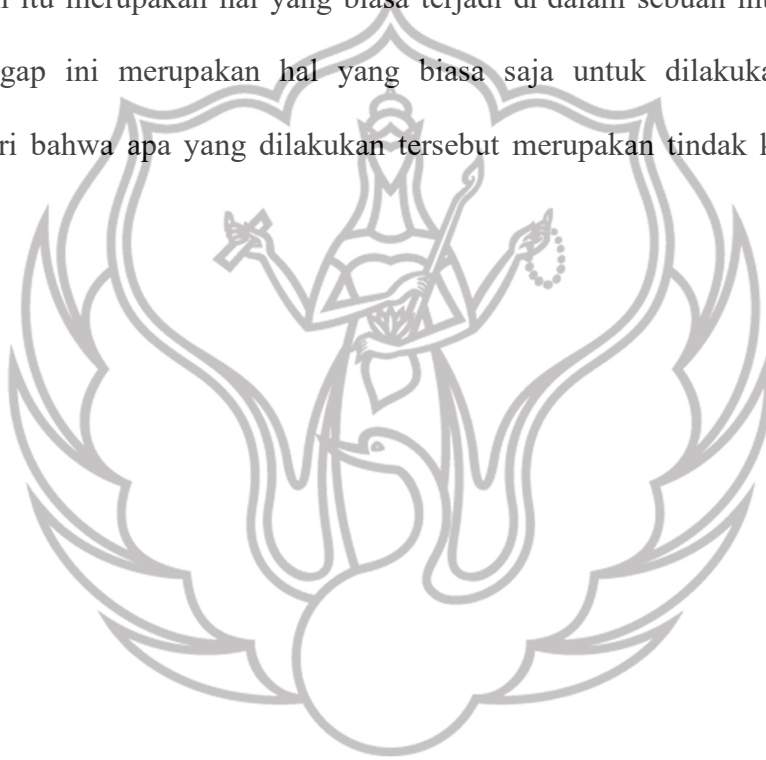 itu merupakan hal yang biasa terjadi di dalam sebuah
gap ini merupakan hal yang biasa saja untuk dilakuka
ri bahwa apa yang dilakukan tersebut merupakan tindak